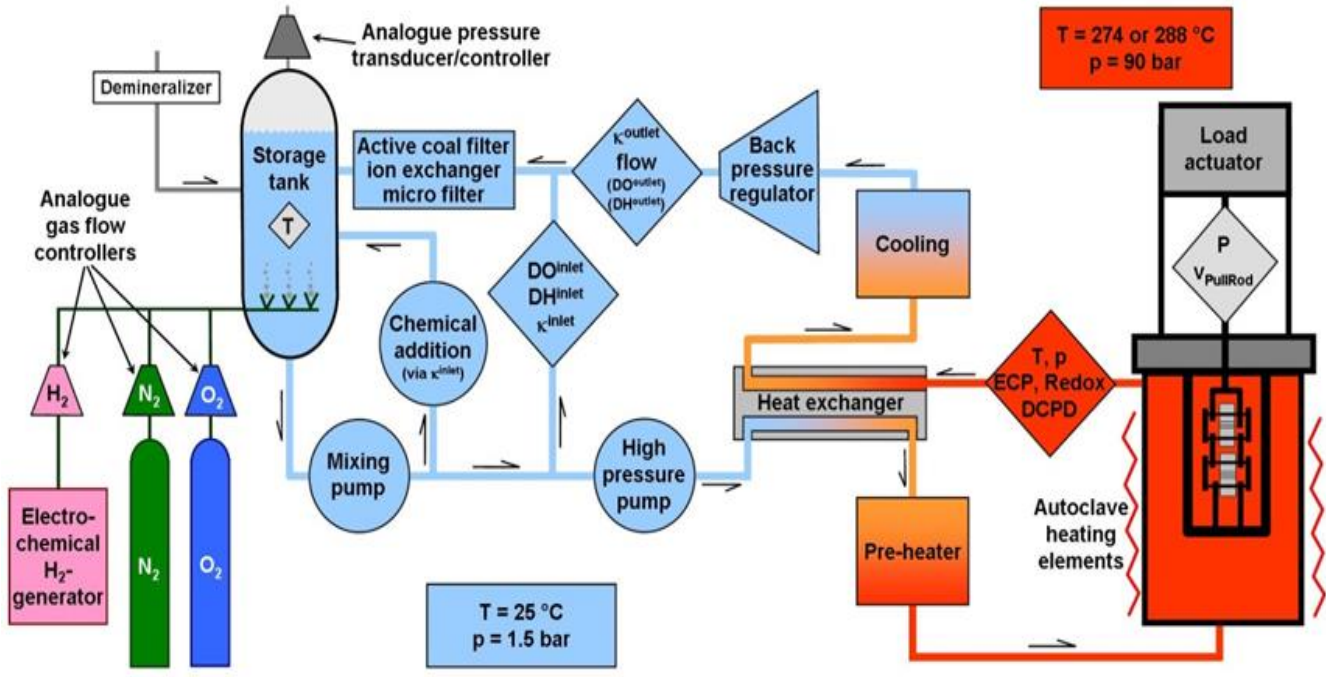 Analogue pressure
transducer/controller
Demineralizer
Storage
tank
T
Analogue
gas flow
controllers
H₂
N₂
O₂
Electro-
chemical
H₂-
generator
N₂
O₂
Active coal filter
ion exchanger
micro filter
κᵒᵘᵗˡᵉᵗ
flow
(DOᵒᵘᵗˡᵉᵗ)
(DHᵒᵘᵗˡᵉᵗ)
Back
pressure
regulator
Cooling
Chemical
addition
(via κⁱⁿˡᵉᵗ)
DOⁱⁿˡᵉᵗ
DHⁱⁿˡᵉᵗ
κⁱⁿˡᵉᵗ
Mixing
pump
High
pressure
pump
Heat exchanger
Pre-heater
T, p
ECP, Redox
DCPD
T = 274 or 288 °C
p = 90 bar
Load
actuator
P
V_PullRod
Autoclave
heating
elements
T = 25 °C
p = 1.5 bar